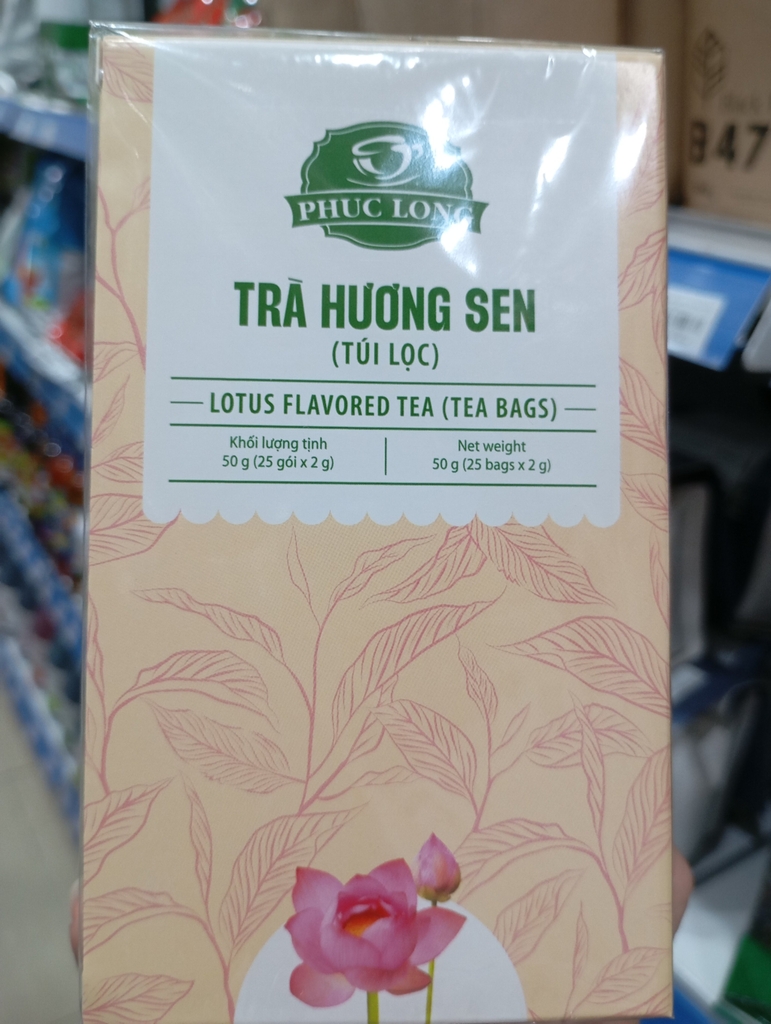 PHUC LONG
TRÀ HƯƠNG SEN
(TÚI LỌC)
LOTUS FLAVORED TEA (TEA BAGS)
Khối lượng tịnh
50 g (25 gói x 2 g)
Net weight
50 g (25 bags x 2 g)
847